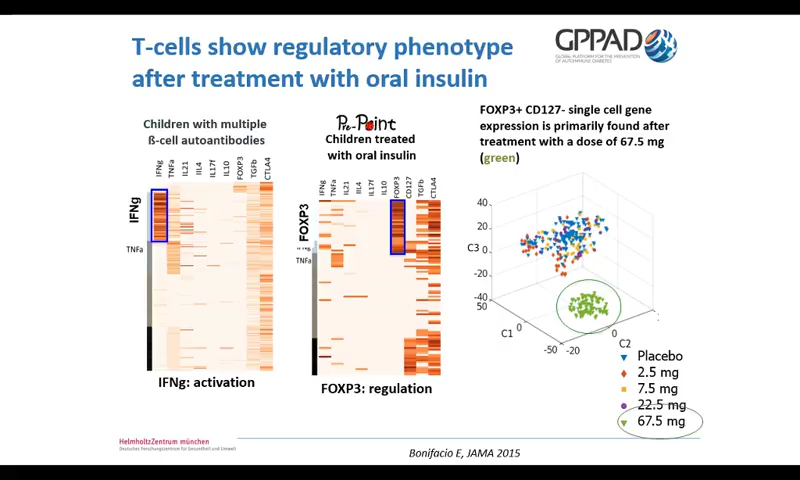 T-cells show regulatory phenotype
after treatment with oral insulin
GPPAD
GLOBAL PLATFORM FOR THE PREVENTION
OF AUTOIMMUNE DIABETES
Children with multiple
ß-cell autoantibodies
IFNg
TNFa
IL21
IIL4
IL17f
IL10
FOXP3
TGFb
CTLA4
IFNg
TNFa
IFNg: activation
Pre-Point
Children treated
with oral insulin
IFNg
TNFa
IL21
IIL4
IL17f
IL10
FOXP3
CD127
TGFb
CTLA4
FOXP3
TNFa
FOXP3: regulation
FOXP3+ CD127- single cell gene
expression is primarily found after
treatment with a dose of 67.5 mg
(green)
40
20
0
-20
-40
C3
50
0
-50
C1
-20
0
C2
Placebo
2.5 mg
7.5 mg
22.5 mg
67.5 mg
HelmholtzZentrum münchen
Deutsches Forschungszentrum für Gesundheit und Umwelt
Bonifacio E, JAMA 2015